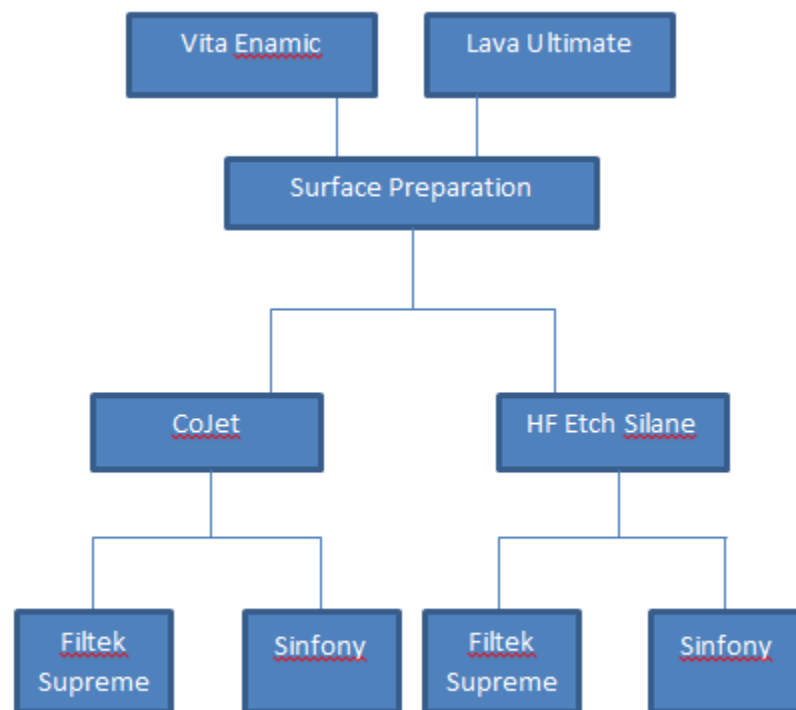 Vita Enamic
Lava Ultimate
Surface Preparation
CoJet
HF Etch Silane
Filtek
Supreme
Sinfony
Filtek
Supreme
Sinfony